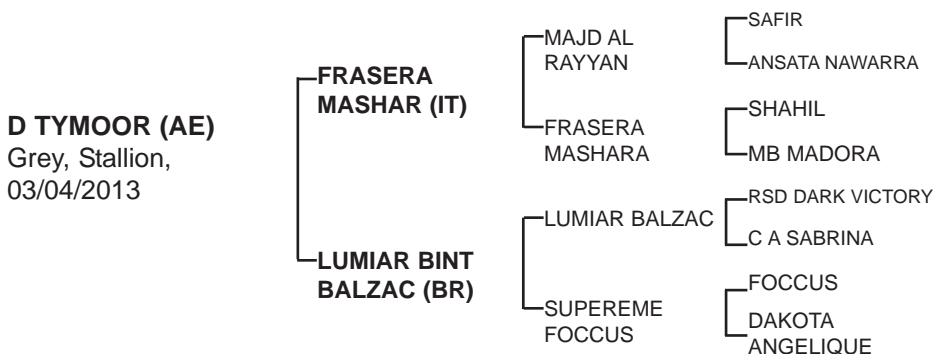 D TYMOOR (AE)
Grey, Stallion,
03/04/2013
FRASERA
MASHAR (IT)
LUMIAR BINT
BALZAC (BR)
MAJD AL
RAYYAN
FRASERA
MASHARA
LUMIAR BALZAC
SUPEREME
FOCCUS
SAFIR
ANSATA NAWARRA
SHAHIL
MB MADORA
RSD DARK VICTORY
C A SABRINA
FOCCUS
DAKOTA
ANGELIQUE